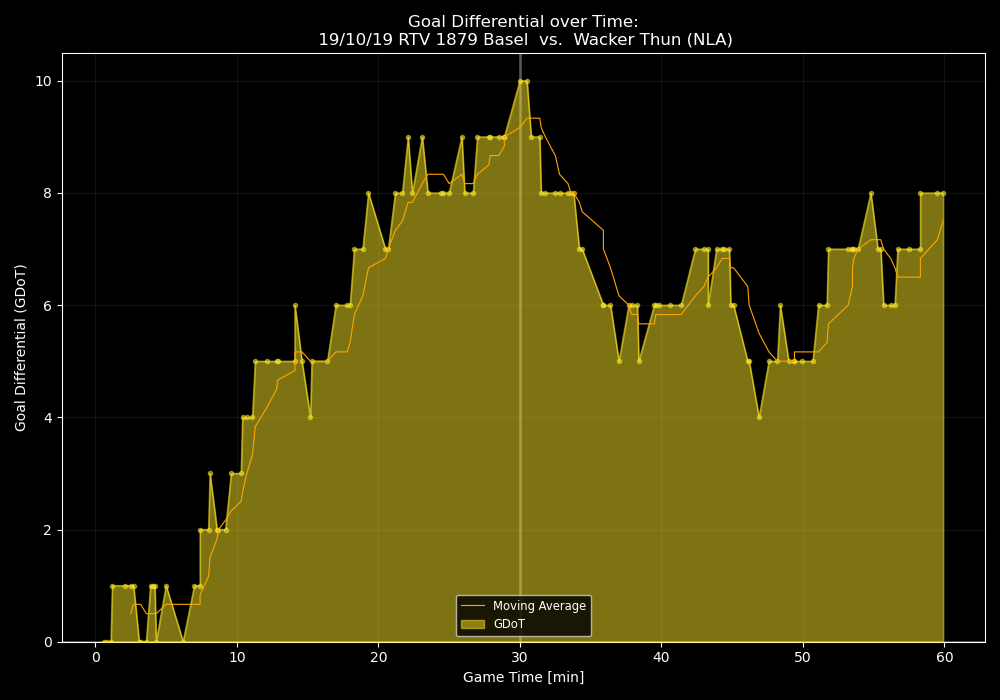 Goal Differential over Time:
19/10/19 RTV 1879 Basel  vs.  Wacker Thun (NLA)
Goal Differential (GDoT)
10
8
6
4
2
0
Moving Average
GDoT
0 10 20 30 40 50 60
Game Time [min]